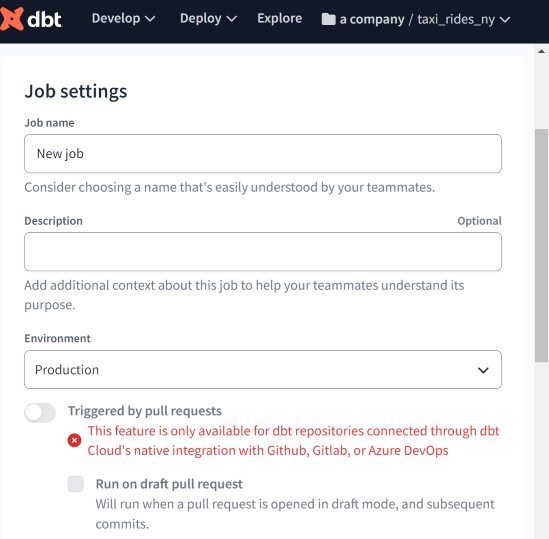 dbt Develop Deploy Explore a company / taxi_rides_ny
Job settings
Job name
New job
Consider choosing a name that's easily understood by your teammates.
Description Optional
Add additional context about this job to help your teammates understand its
purpose.
Environment
Production
Triggered by pull requests
This feature is only available for dbt repositories connected through dbt
Cloud's native integration with Github, Gitlab, or Azure DevOps
Run on draft pull request
Will run when a pull request is opened in draft mode, and subsequent
commits.